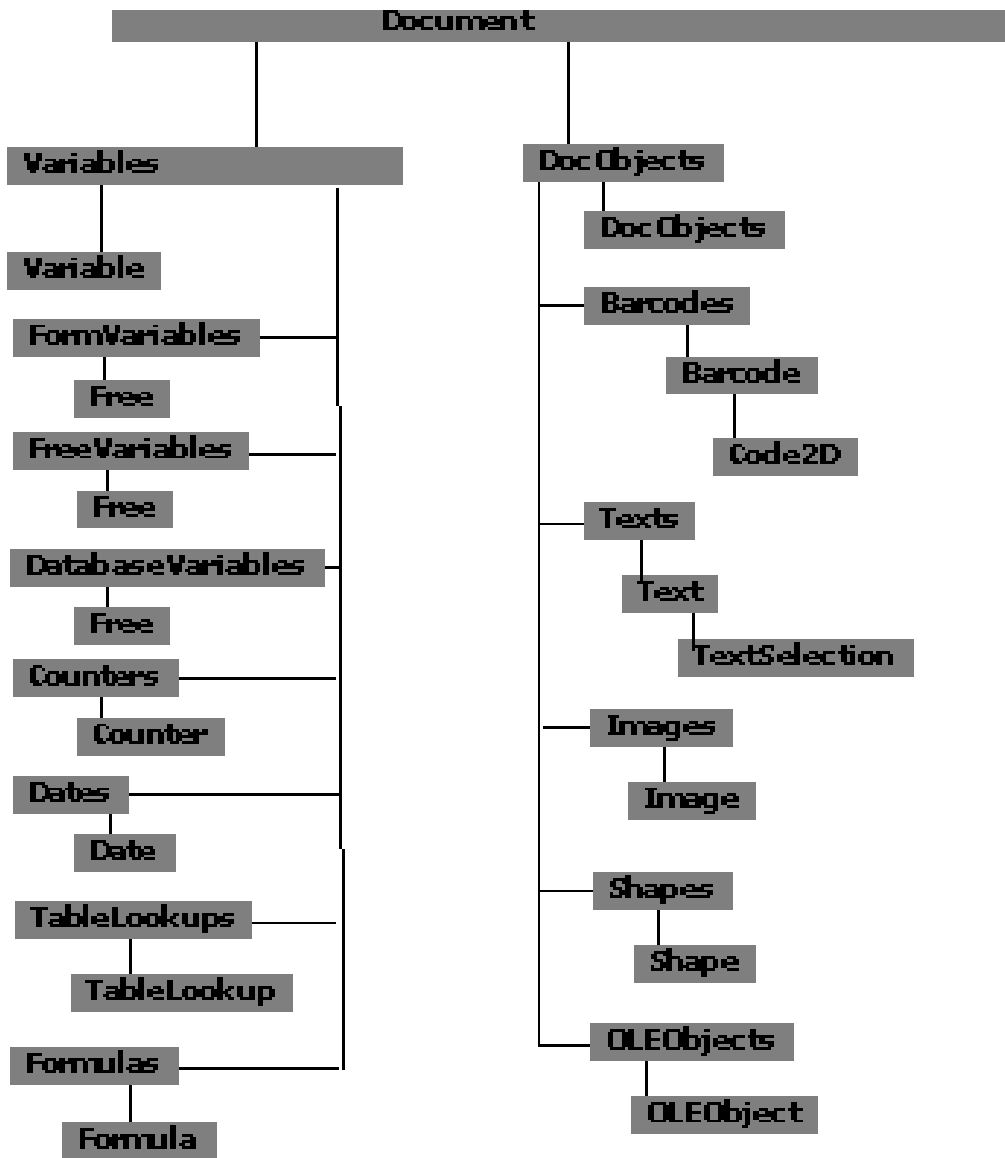 Document
Variables
Variable
FormVariables
Free
FreeVariables
Free
DatabaseVariables
Free
Counters
Counter
Dates
Date
TableLookups
TableLookup
Formulas
Formula
DocObjects
DocObjects
Barcodes
Barcode
Code2D
Texts
Text
TextSelection
Images
Image
Shapes
Shape
OLEObjects
OLEObject